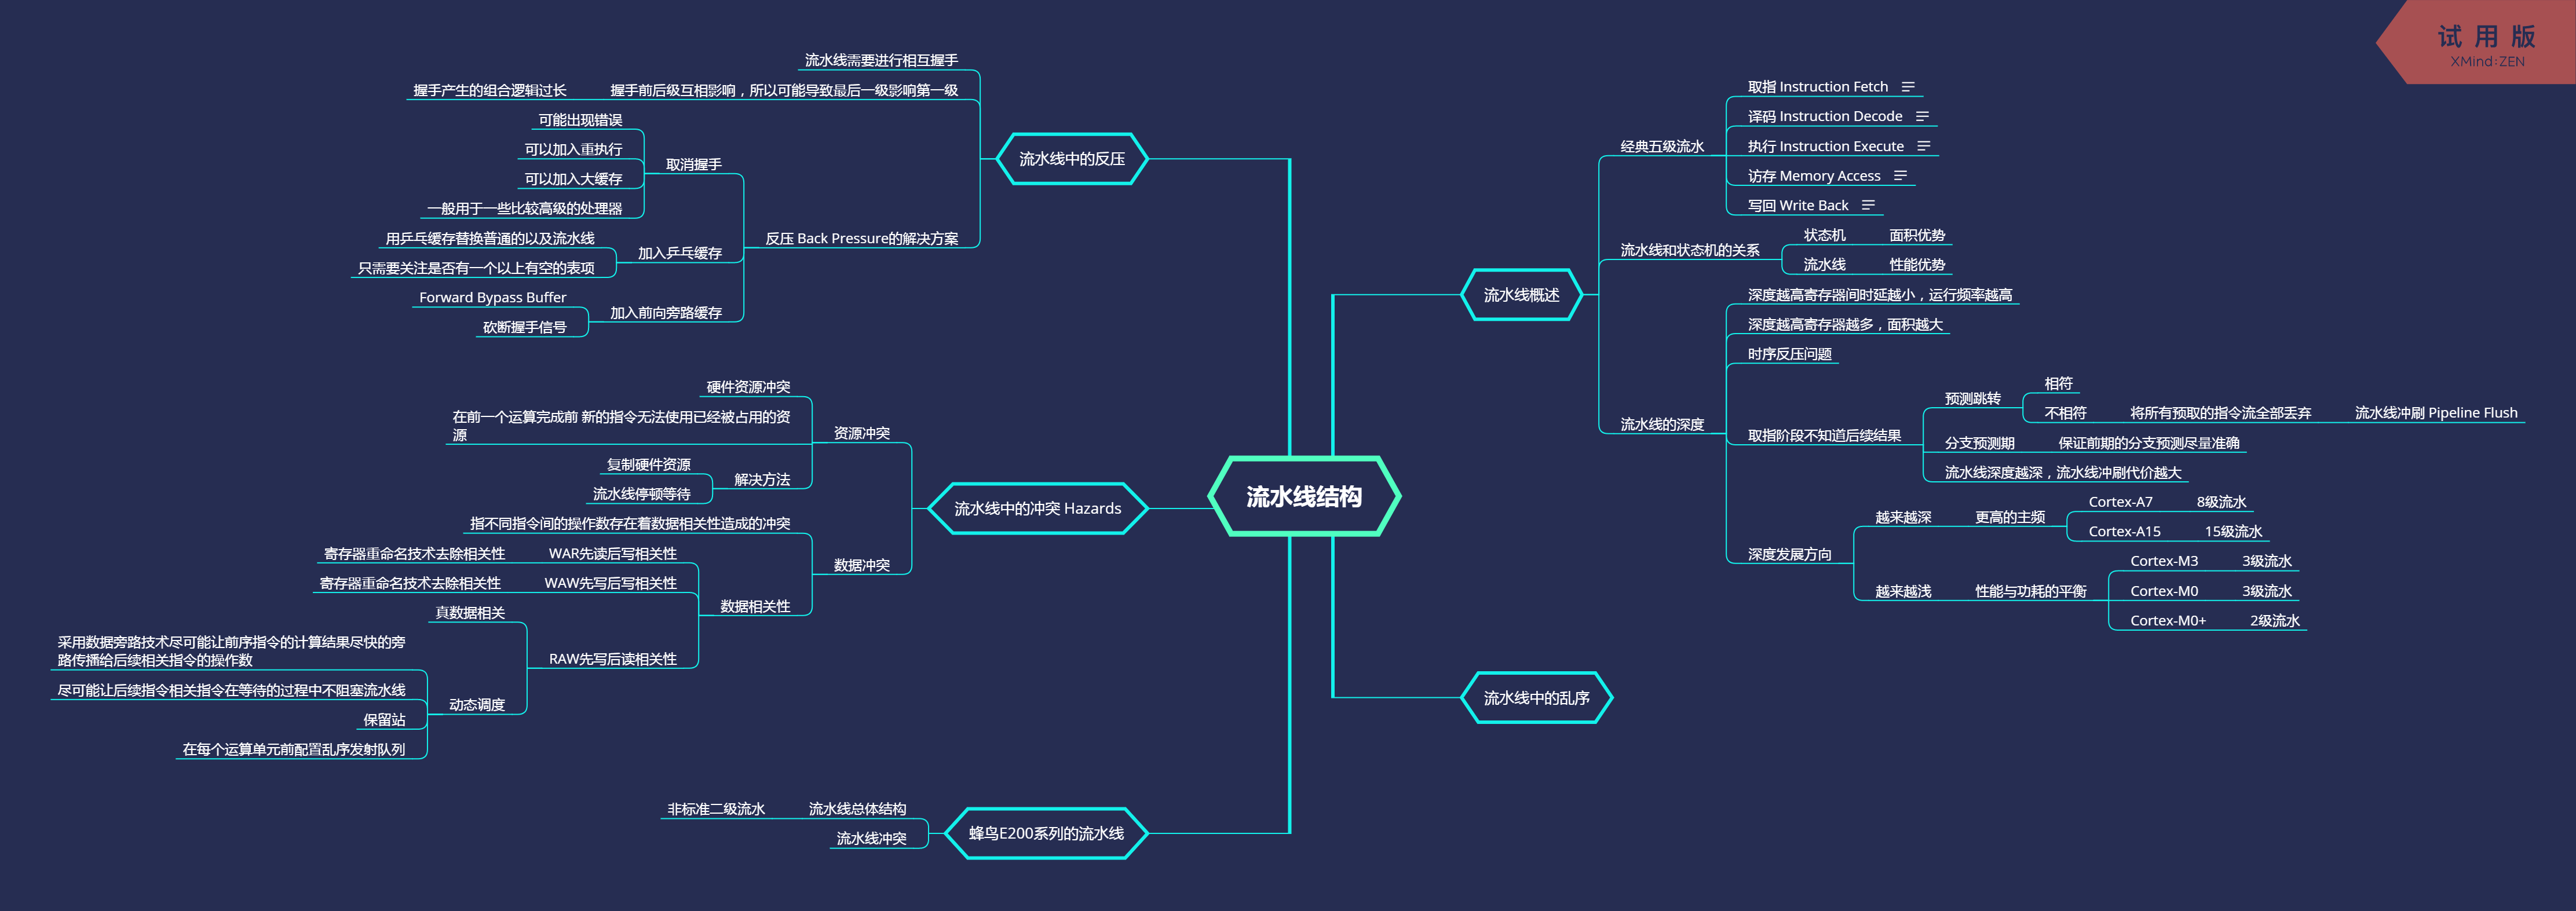 试用版
XMind:ZEN
流水线结构
流水线概述
经典五级流水
取指 Instruction Fetch
译码 Instruction Decode
执行 Instruction Execute
访存 Memory Access
写回 Write Back
流水线和状态机的关系
状态机
面积优势
流水线
性能优势
流水线的深度
深度越高寄存器间时延越小，运行频率越高
深度越高寄存器越多，面积越大
时序反压问题
取指阶段不知道后续结果
预测跳转
相符
不相符
将所有预取的指令流全部丢弃
流水线冲刷 Pipeline Flush
分支预测期
保证前期的分支预测尽量准确
流水线深度越深，流水线冲刷代价越大
深度发展方向
越来越深
更高的主频
Cortex-A7
8级流水
Cortex-A15
15级流水
越来越浅
性能与功耗的平衡
Cortex-M3
3级流水
Cortex-M0
3级流水
Cortex-M0+
2级流水
流水线中的乱序
流水线中的反压
流水线需要进行相互握手
握手前后级互相影响，所以可能导致最后一级影响第一级
握手产生的组合逻辑过长
反压 Back Pressure的解决方案
取消握手
可能出现错误
可以加入重执行
可以加入大缓存
一般用于一些比较高级的处理器
加入乒乓缓存
用乒乓缓存替换普通的以及流水线
只需要关注是否有一个以上有空的表项
加入前向旁路缓存
Forward Bypass Buffer
砍断握手信号
流水线中的冲突 Hazards
资源冲突
硬件资源冲突
在前一个运算完成前 新的指令无法使用已经被占用的资
源
解决方法
复制硬件资源
流水线停顿等待
数据冲突
指不同指令间的操作数存在着数据相关性造成的冲突
数据相关性
WAR先读后写相关性
寄存器重命名技术去除相关性
WAW先写后写相关性
寄存器重命名技术去除相关性
RAW先写后读相关性
真数据相关
动态调度
采用数据旁路技术尽可能让前序指令的计算结果尽快的旁
路传播给后续相关指令的操作数
尽可能让后续指令相关指令在等待的过程中不阻塞流水线
保留站
在每个运算单元前配置乱序发射队列
蜂鸟E200系列的流水线
流水线总体结构
非标准二级流水
流水线冲突